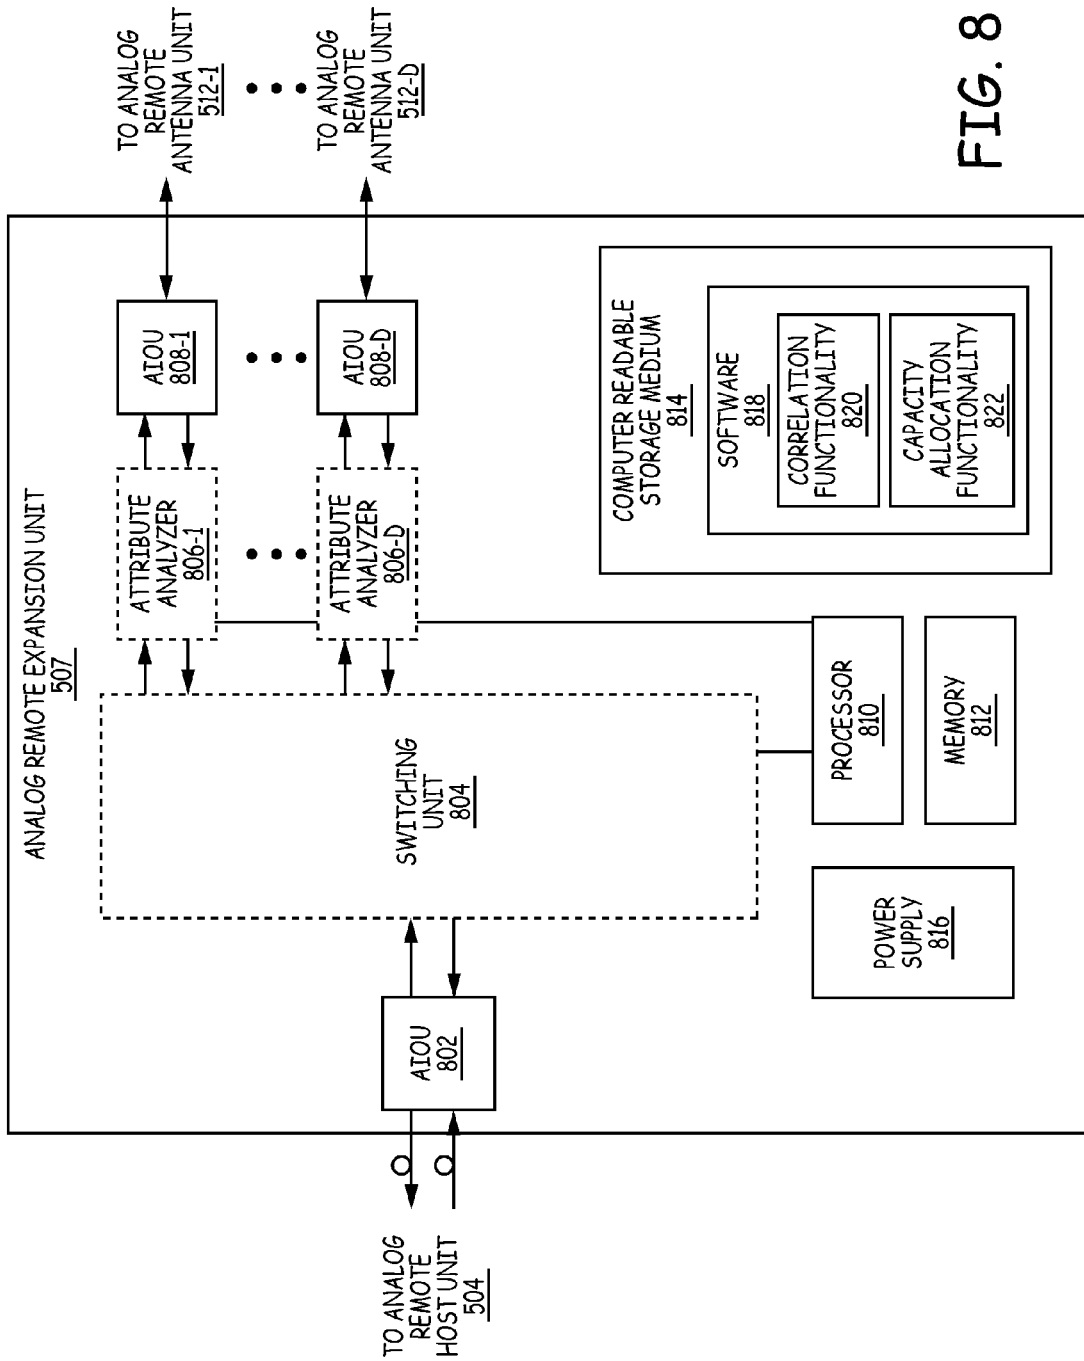 ANALOG REMOTE EXPANSION UNIT
507
TO ANALOG
REMOTE
HOST UNIT
504
AIOU
802
SWITCHING
UNIT
804
ATTRIBUTE
ANALYZER
806-1
ATTRIBUTE
ANALYZER
806-D
AIOU
808-1
AIOU
808-D
TO ANALOG
REMOTE
ANTENNA UNIT
512-1
TO ANALOG
REMOTE
ANTENNA UNIT
512-D
POWER
SUPPLY
816
PROCESSOR
810
MEMORY
812
COMPUTER READABLE
STORAGE MEDIUM
814
SOFTWARE
818
CORRELATION
FUNCTIONALITY
820
CAPACITY
ALLOCATION
FUNCTIONALITY
822
FIG. 8